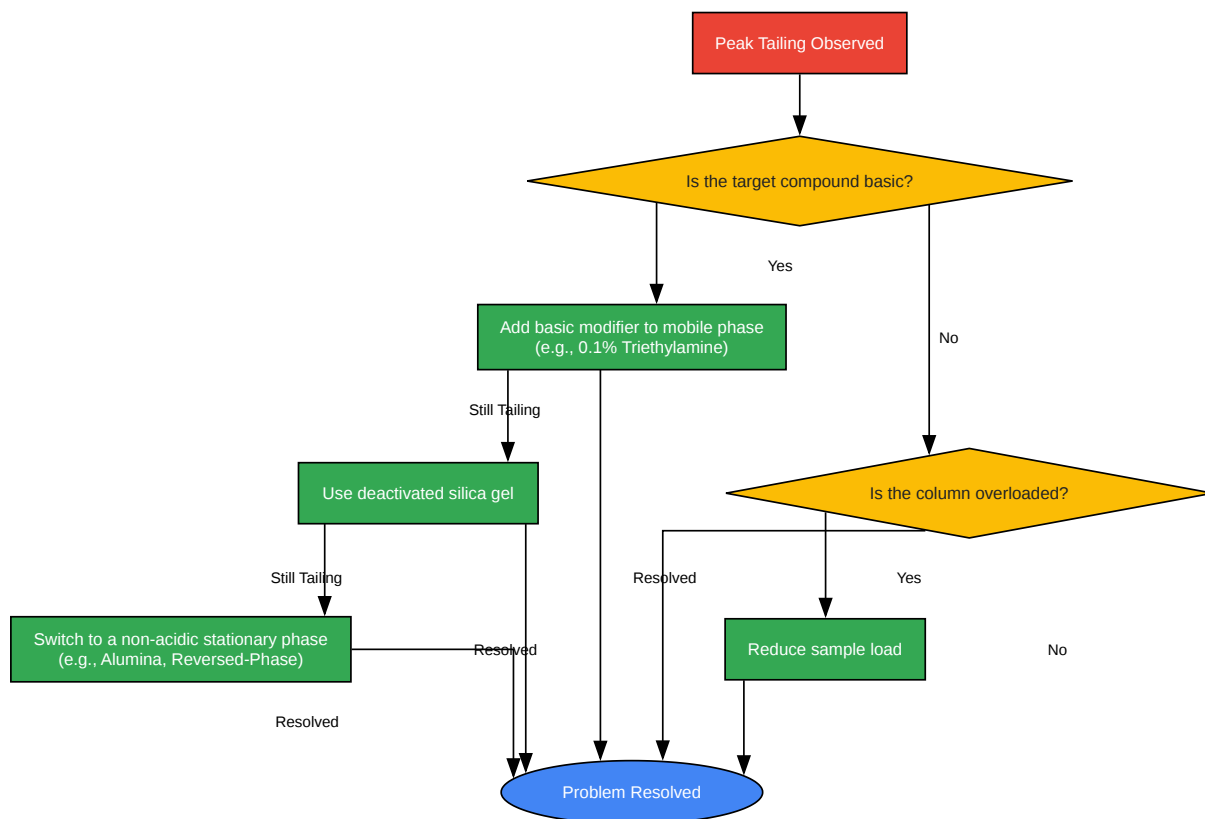 Peak Tailing Observed
Is the target compound basic?
Yes
Add basic modifier to mobile phase
(e.g., 0.1% Triethylamine)
No
Still Tailing
Use deactivated silica gel
Is the column overloaded?
Still Tailing
Resolved
Yes
Switch to a non-acidic stationary phase
(e.g., Alumina, Reversed-Phase)
Resolved
Reduce sample load
No
Resolved
Problem Resolved